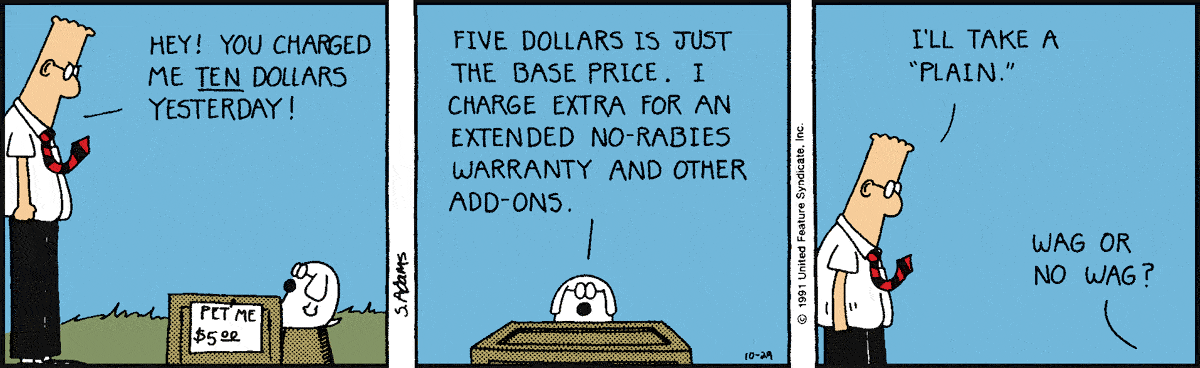 HEY! YOU CHARGED
ME TEN DOLLARS
YESTERDAY!
PET ME
$5.00
S. Adams
FIVE DOLLARS IS JUST
THE BASE PRICE. I
CHARGE EXTRA FOR AN
EXTENDED NO-RABIES
WARRANTY AND OTHER
ADD-ONS.
10-29
© 1991 United Feature Syndicate, Inc.
I'LL TAKE A
"PLAIN."
WAG OR
NO WAG?